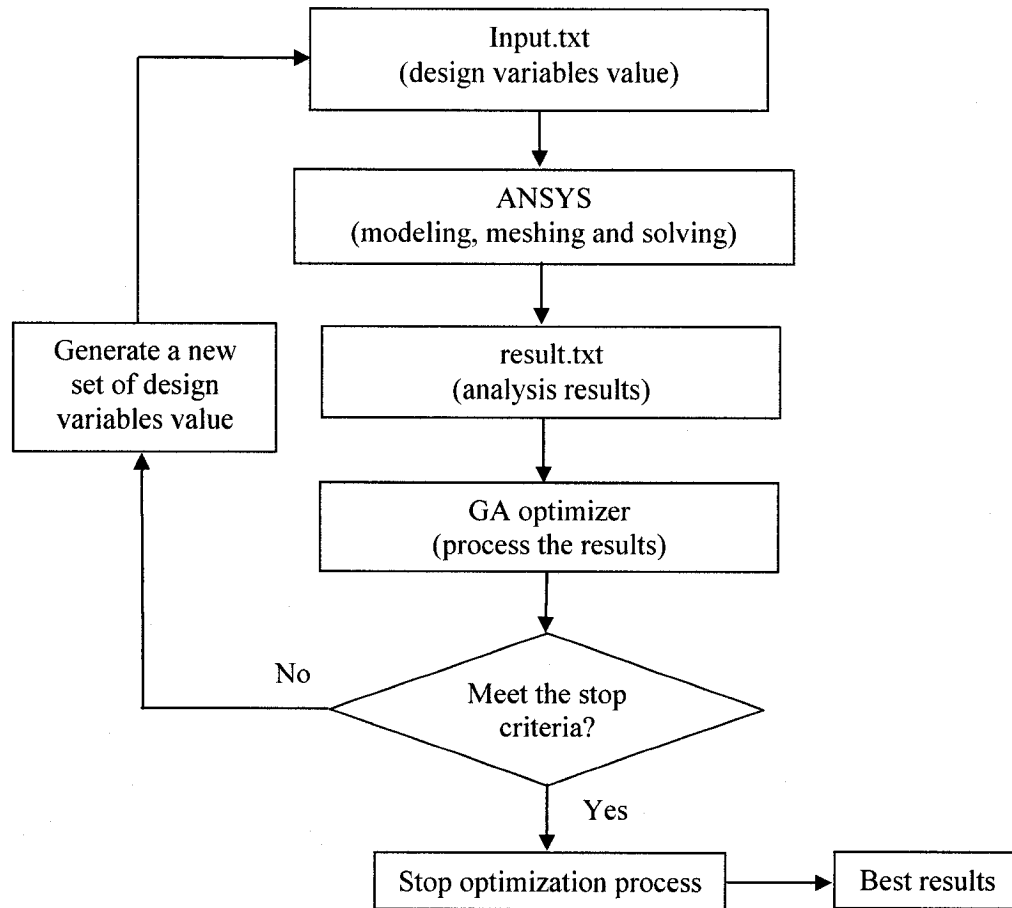 Input.txt
(design variables value)
ANSYS
(modeling, meshing and solving)
Generate a new
set of design
variables value
result.txt
(analysis results)
GA optimizer
(process the results)
No
Meet the stop
criteria?
Yes
Stop optimization process
Best results